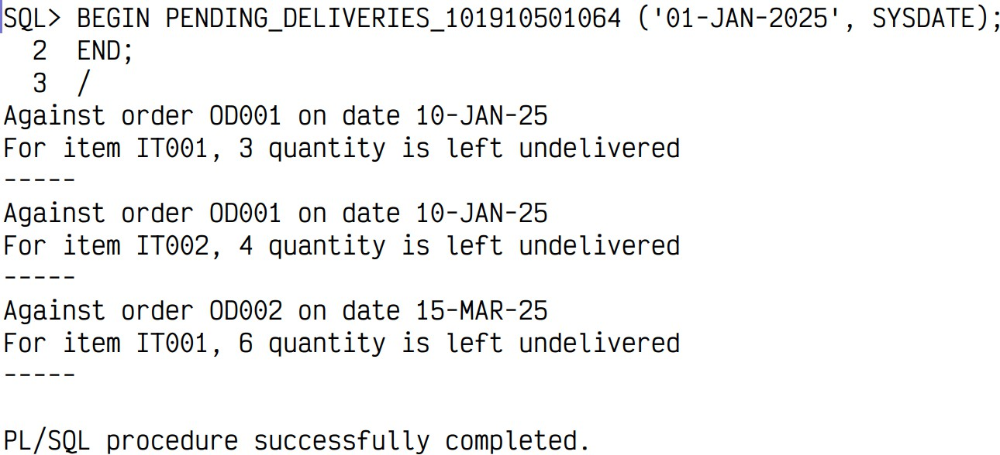 SQL> BEGIN PENDING_DELIVERIES_101910501064 ('01-JAN-2025', SYSDATE);
  2  END;
  3  /
Against order OD001 on date 10-JAN-25
For item IT001, 3 quantity is left undelivered
-----
Against order OD001 on date 10-JAN-25
For item IT002, 4 quantity is left undelivered
-----
Against order OD002 on date 15-MAR-25
For item IT001, 6 quantity is left undelivered
-----

PL/SQL procedure successfully completed.